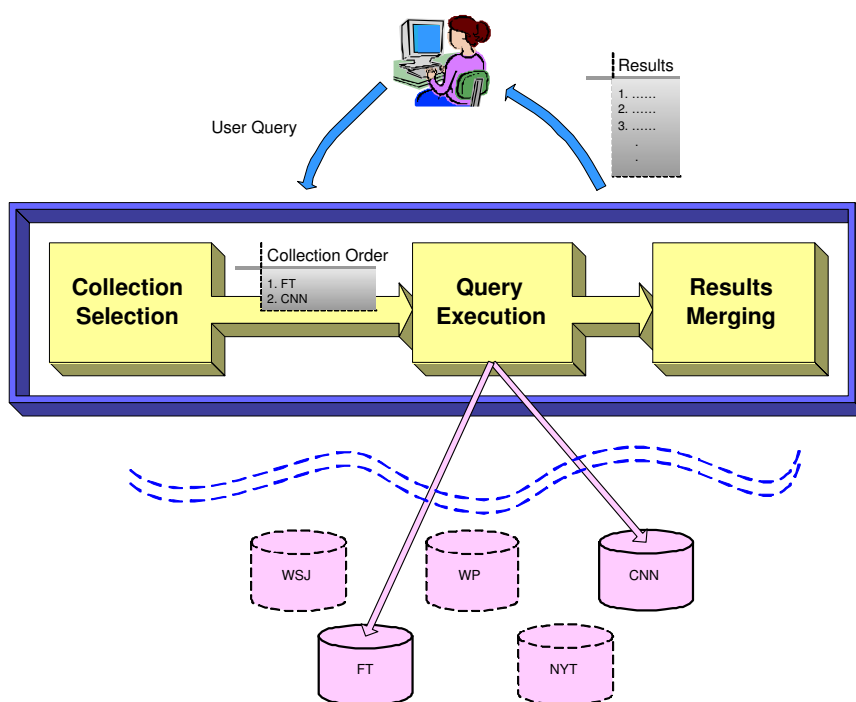 Results
1. ......
2. ......
3. ......
.
.
User Query
Collection Order
1. FT
2. CNN
Collection
Selection
Query
Execution
Results
Merging
WSJ
WP
CNN
FT
NYT